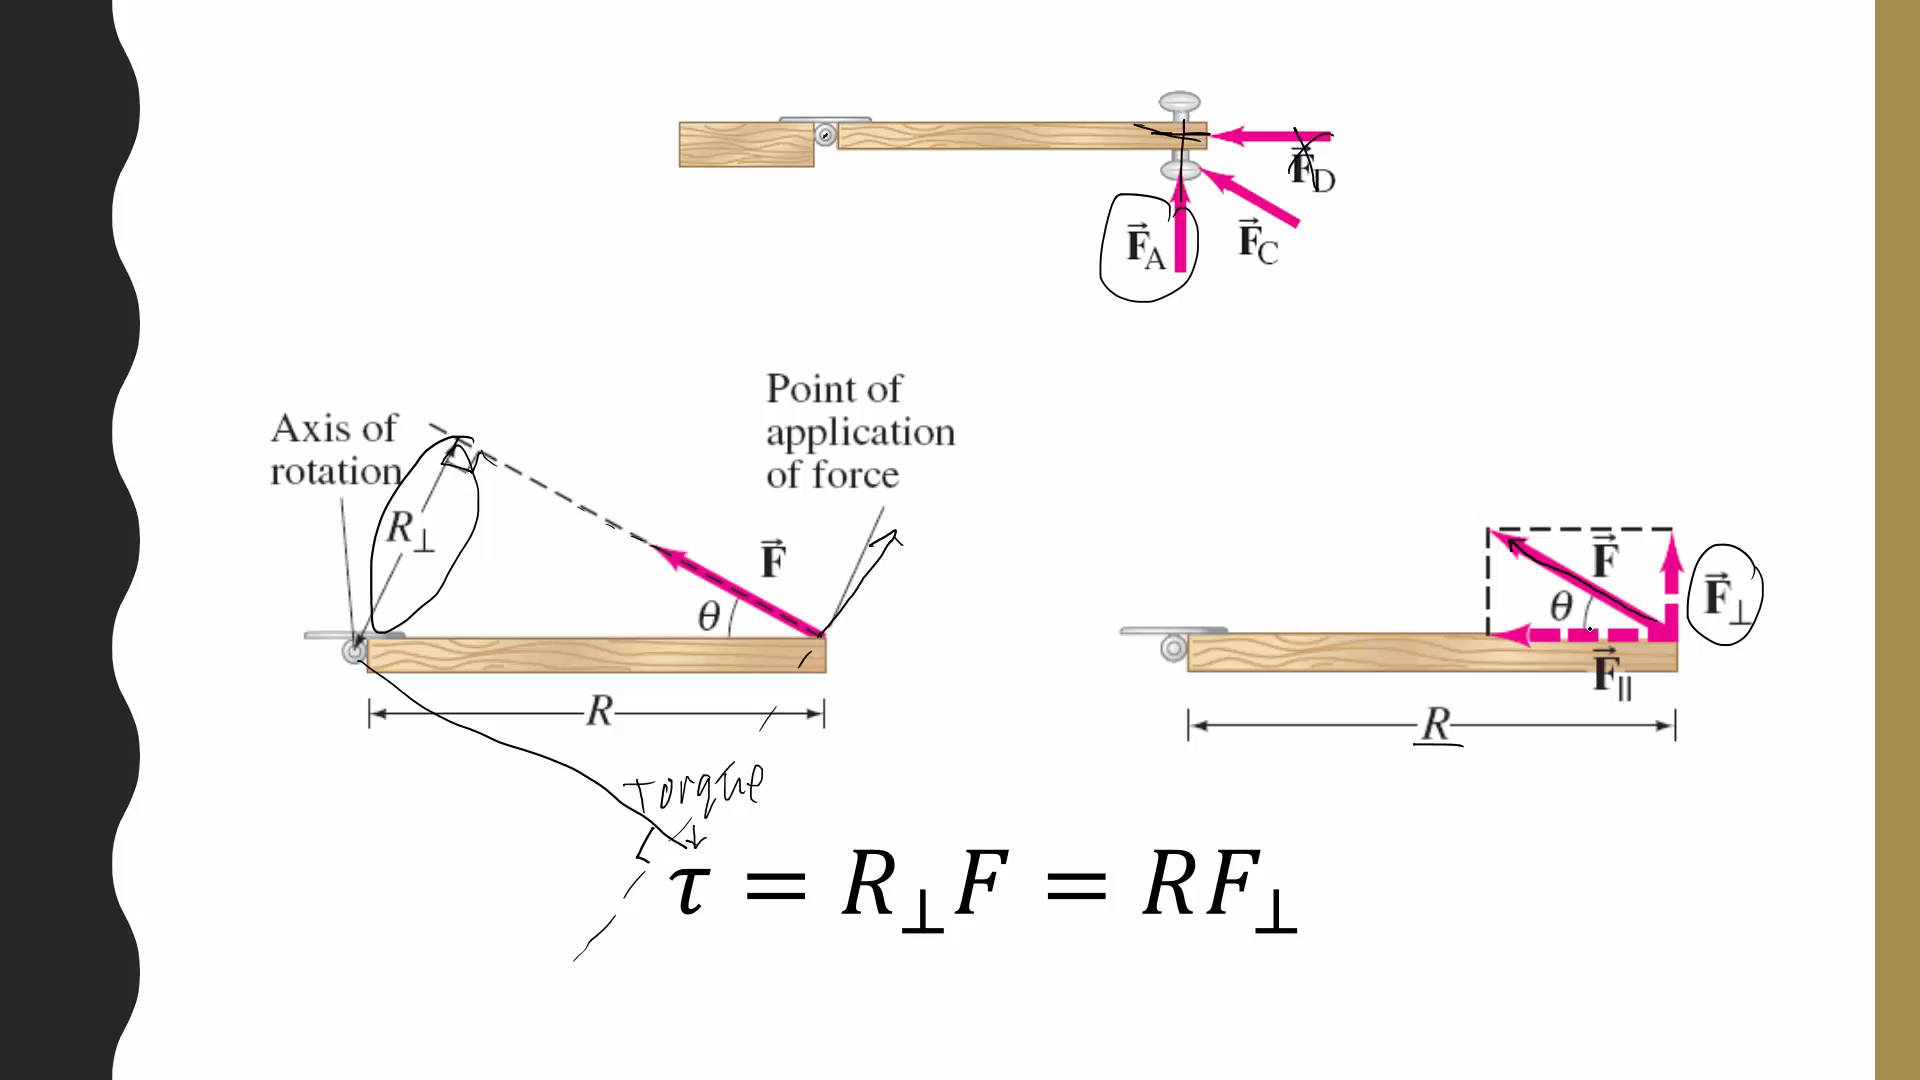 F⃗D
F⃗A
F⃗C
Axis of
rotation
Point of
application
of force
R⊥
F⃗
θ
R
F⃗
θ
F⃗⊥
F⃗||
R
Torque
τ = R⊥F = RF⊥